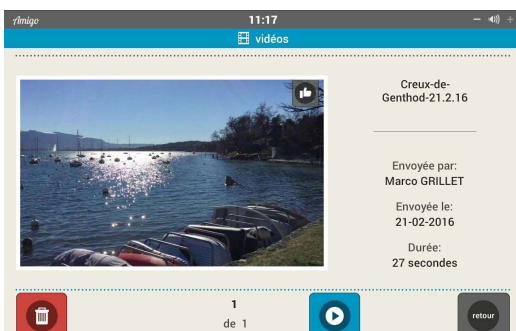 Amigo
11:17
vidéos
Creux-de-
Genthod-21.2.16
Envoyée par:
Marco GRILLET
Envoyée le:
21-02-2016
Durée:
27 secondes
1
de 1
retour